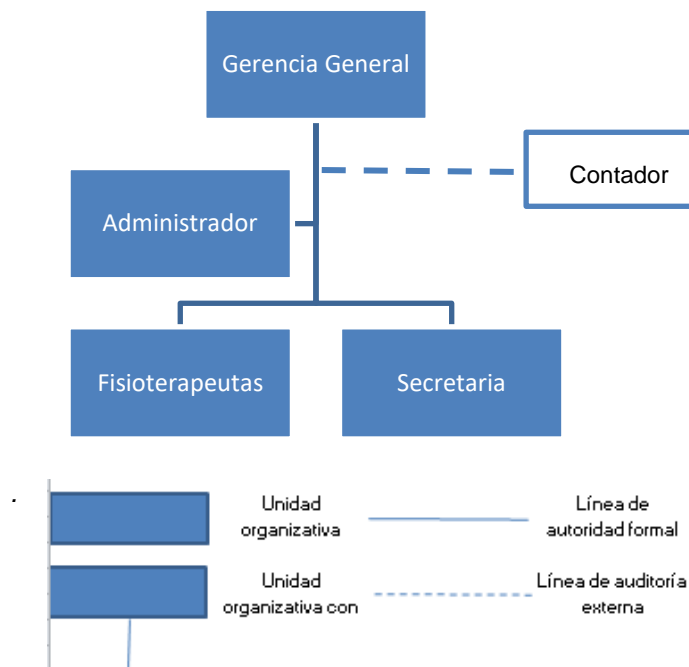 Gerencia General
Contador
Administrador
Fisioterapeutas
Secretaria
.
Unidad
organizativa
Línea de
autoridad formal
Unidad
organizativa con
Línea de auditoría
externa